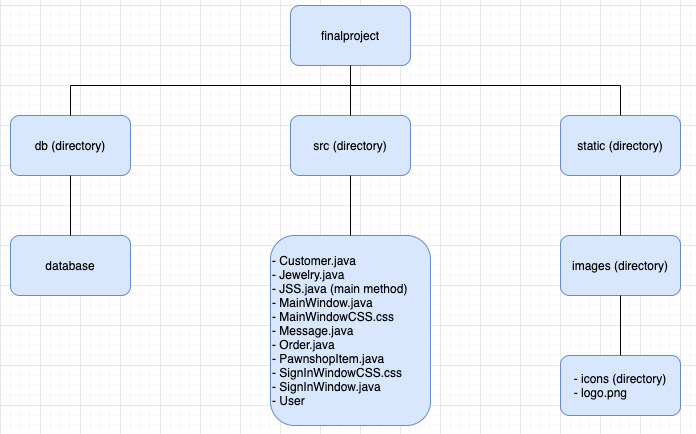 finalproject
db (directory)
src (directory)
static (directory)
database
images (directory)
- Customer.java
- Jewelry.java
- JSS.java (main method)
- MainWindow.java
- MainWindowCSS.css
- Message.java
- Order.java
- PawnshopItem.java
- SignInWindowCSS.css
- SignInWindow.java
- User
- icons (directory)
- logo.png